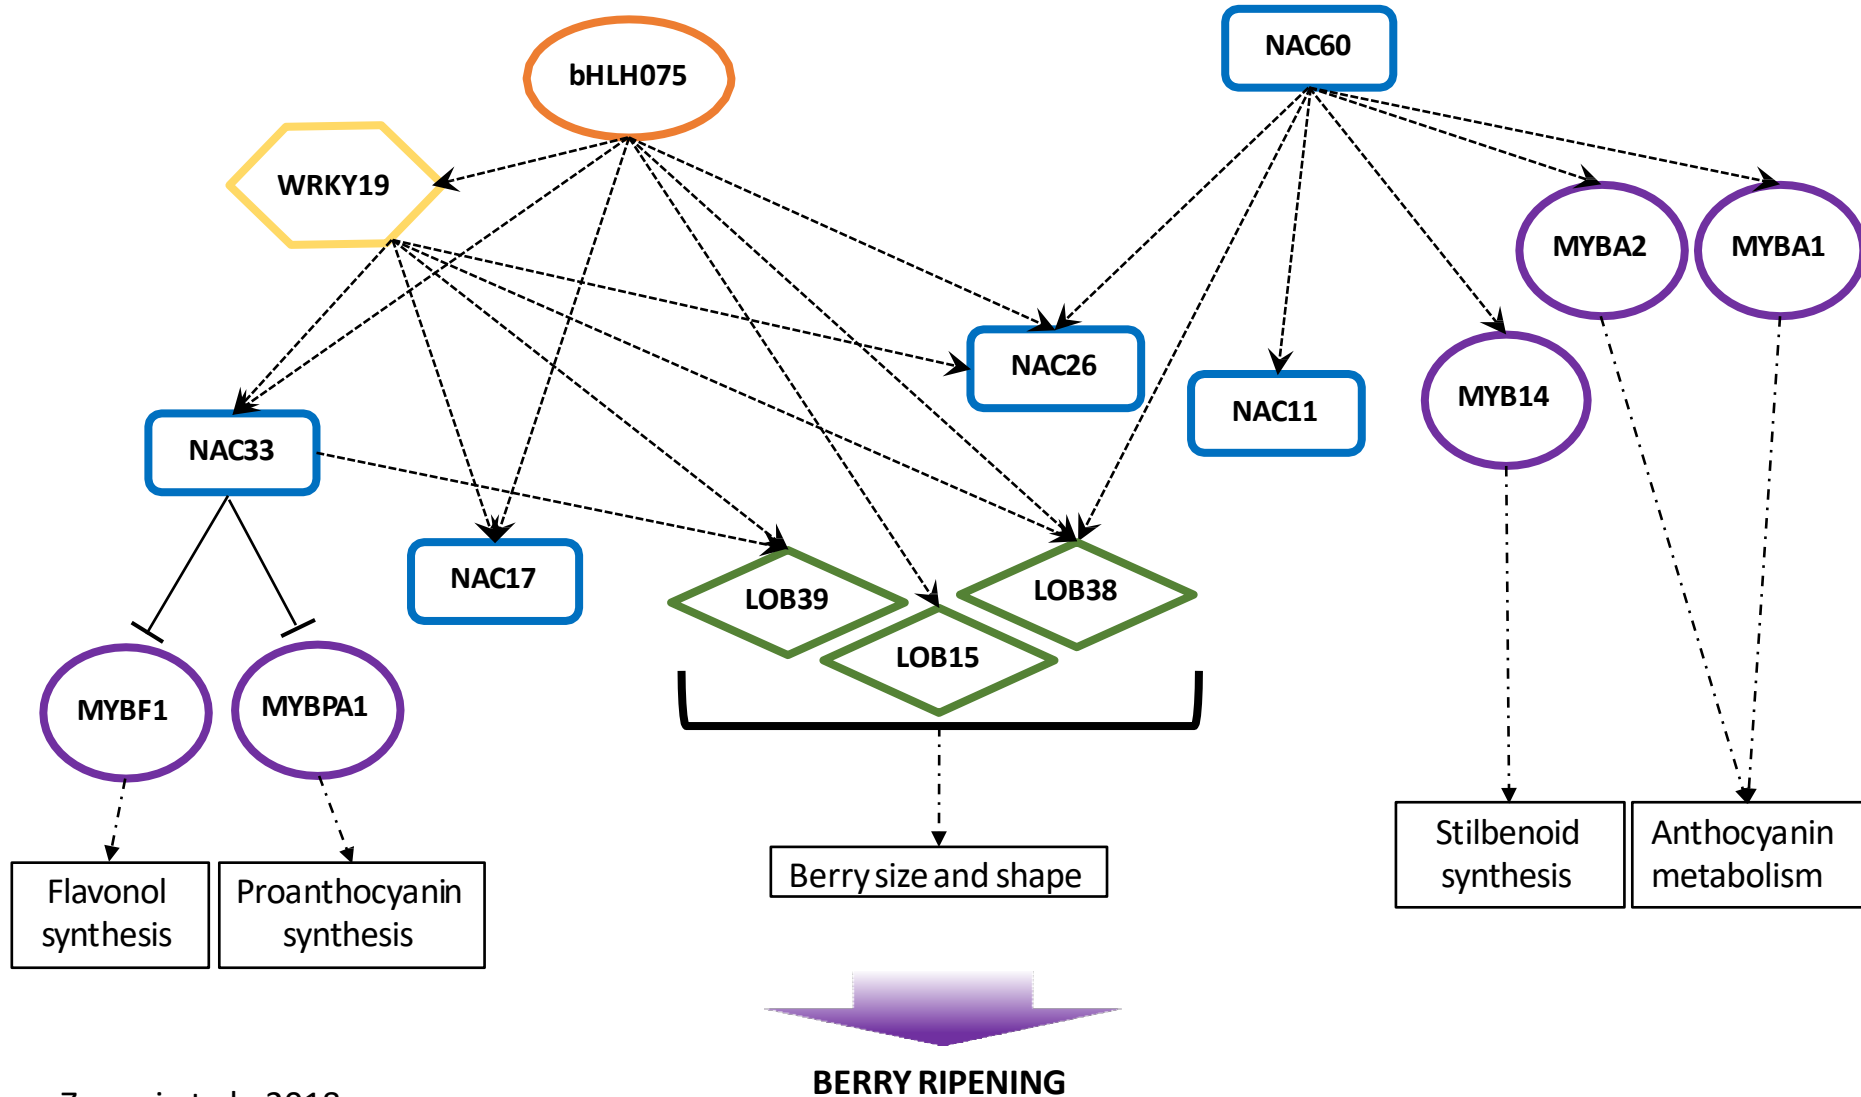 NAC60
bHLH075
WRKY19
MYBA2
MYBA1
NAC26
MYB14
NAC11
NAC33
NAC17
LOB39
LOB38
LOB15
MYBF1
MYBPA1
Stilbenoid
synthesis
Anthocyanin
metabolism
Berry size and shape
Flavonol
synthesis
Proanthocyanin
synthesis
BERRY RIPENING